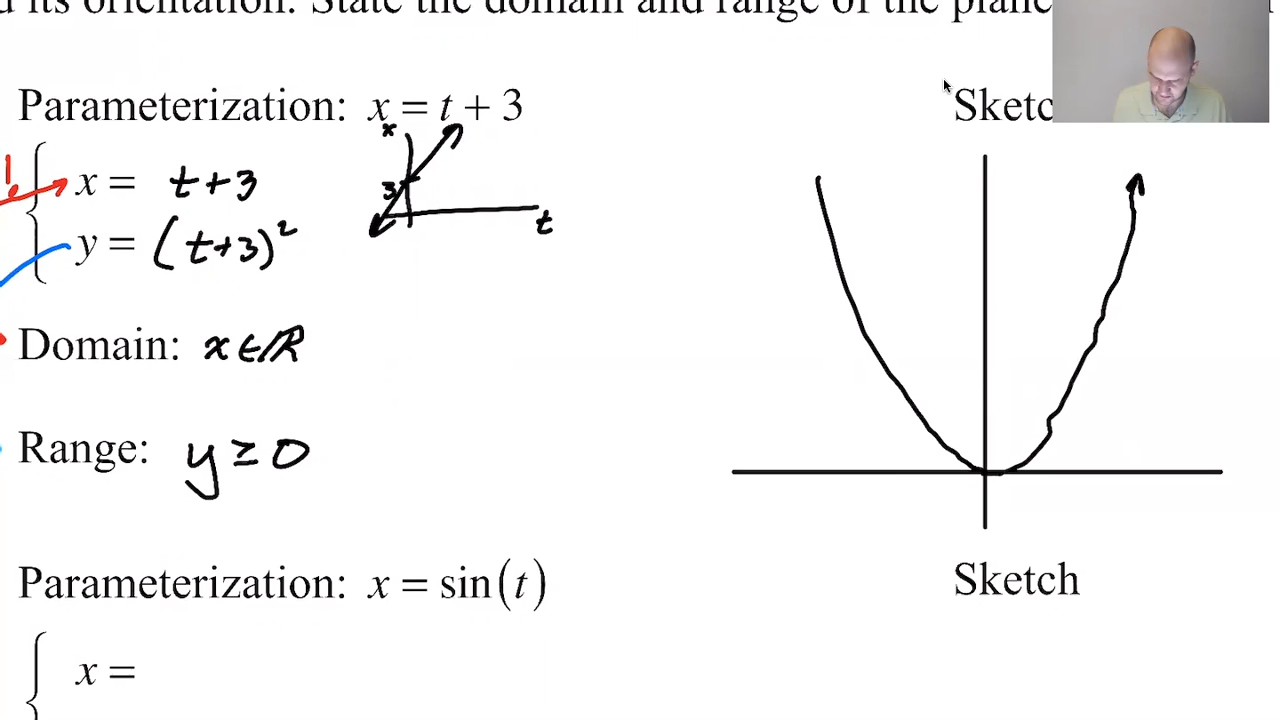 its orientation. State the domain and range of the plane
Parameterization: x = t + 3
Sketc
x
1.
x = t+3
3
y = (t+3)²
t
Domain: x∈ℝ
Range: y ≥ 0
Parameterization: x = sin(t)
Sketch
x =